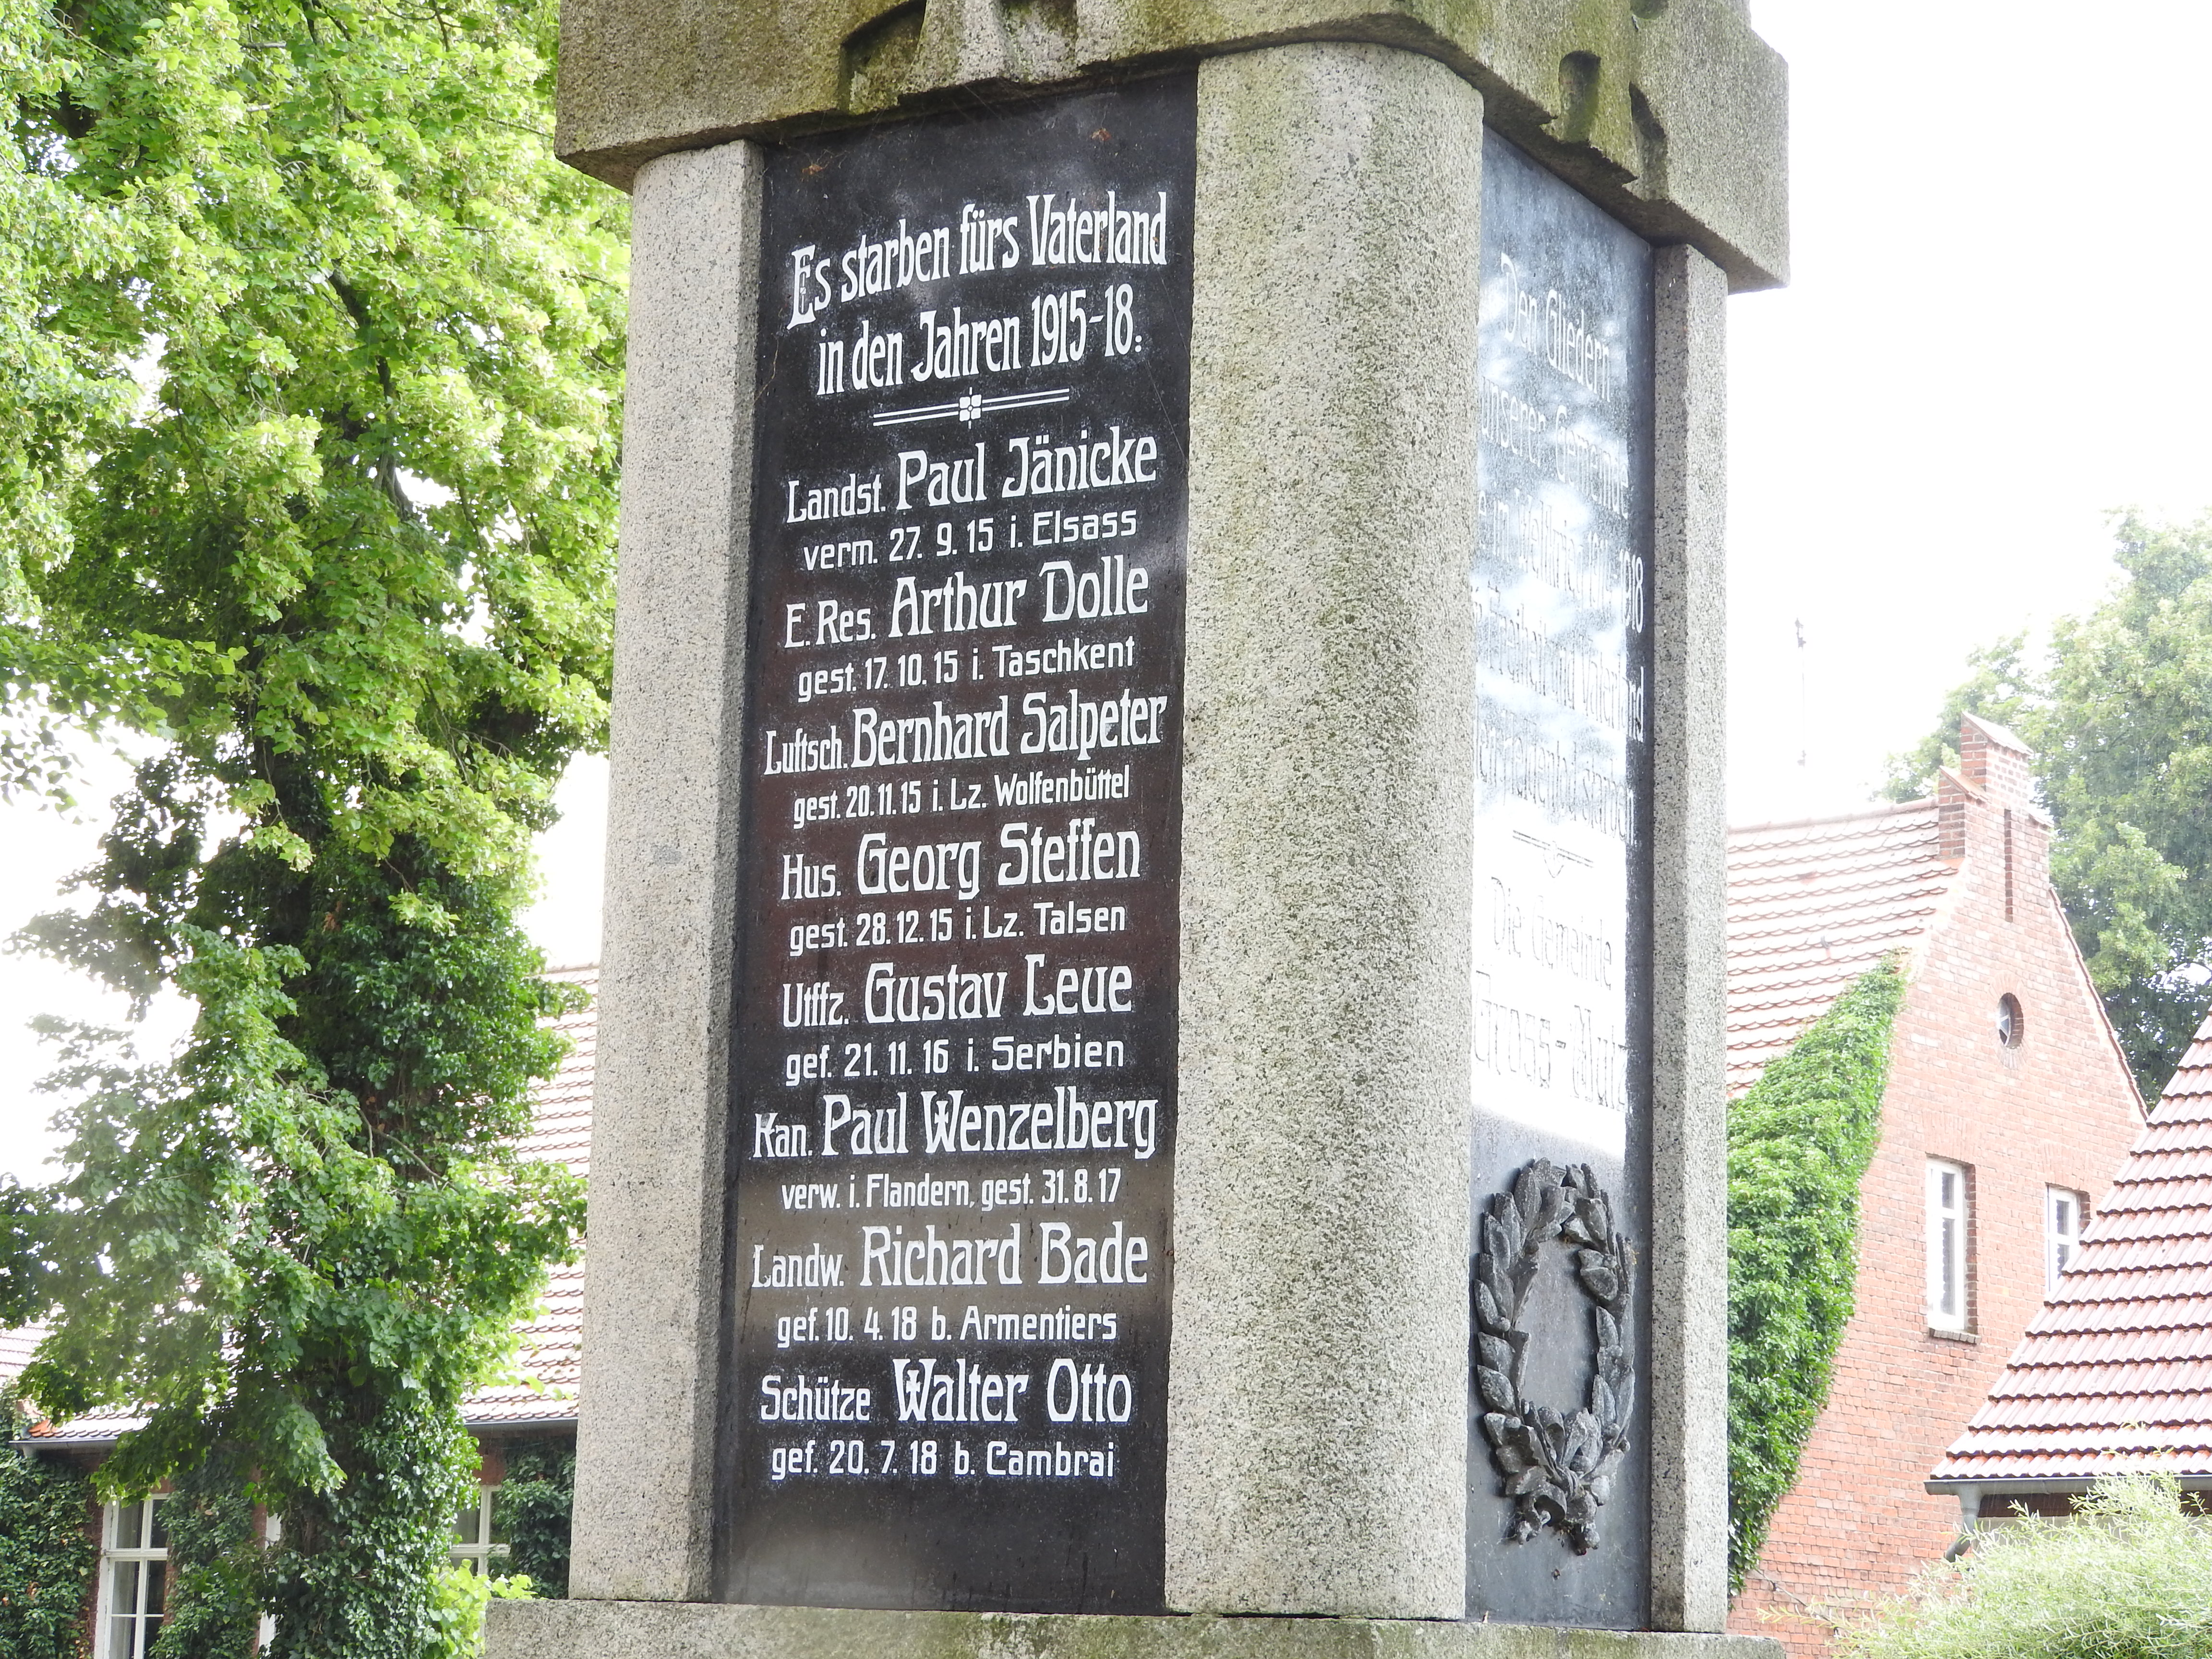 Es starben fürs Vaterland
in den Jahren 1915-18:
Landst. Paul Jänicke
verm. 27. 9. 15 i. Elsass
E. Res. Arthur Dolle
gest. 17. 10. 15 i. Taschkent
Luftsch. Bernhard Salpeter
gest. 20. 11. 15 i. Lz. Wolfenbüttel
Hus. Georg Steffen
gest. 28. 12. 15 i. Lz. Talsen
Utffz. Gustav Leue
gef. 21. 11. 16 i. Serbien
Kan. Paul Wenzelberg
verw. i. Flandern, gest. 31. 8. 17
Landw. Richard Bade
gef. 10. 4. 18 b. Armentiers
Schütze Walter Otto
gef. 20. 7. 18 b. Cambrai
Den Gliedern
unserer Gemeinde
1918
Die Gemeinde
Gross-